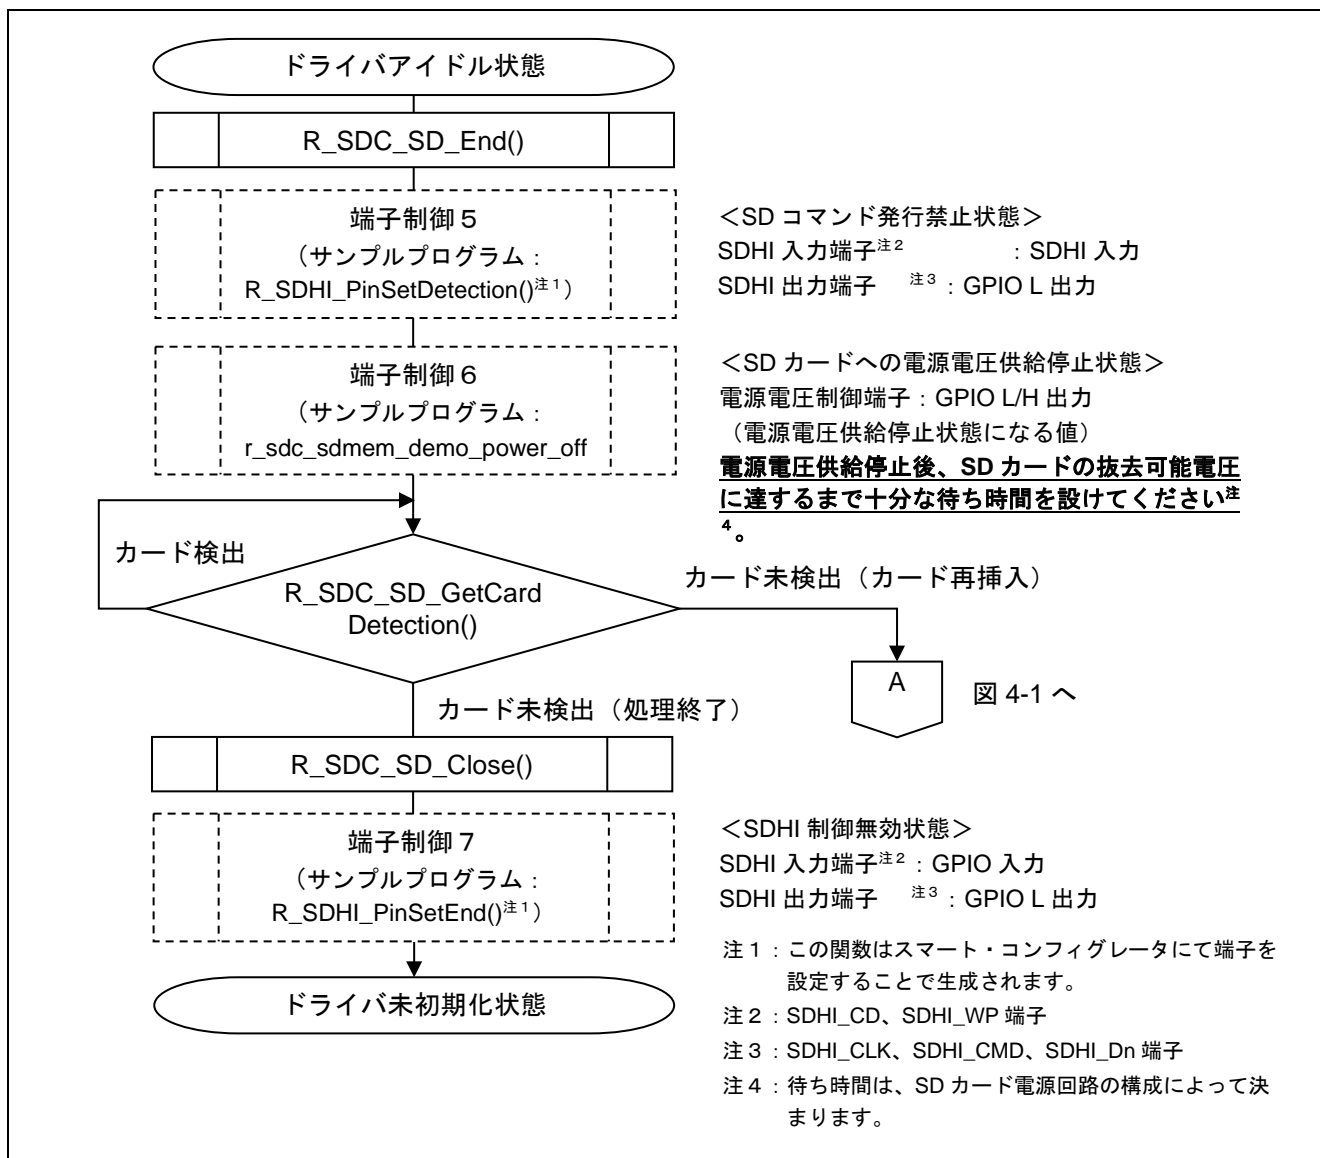 ドライバアイドル状態
R_SDC_SD_End()
端子制御５
（サンプルプログラム：
R_SDHI_PinSetDetection()注１）
＜SD コマンド発行禁止状態＞
SDHI 入力端子注２ ：SDHI 入力
SDHI 出力端子 注３：GPIO L 出力
端子制御６
（サンプルプログラム：
r_sdc_sdmem_demo_power_off
＜SD カードへの電源電圧供給停止状態＞
電源電圧制御端子：GPIO L/H 出力
（電源電圧供給停止状態になる値）
電源電圧供給停止後、SD カードの抜去可能電圧
に達するまで十分な待ち時間を設けてください注
４。
カード検出
R_SDC_SD_GetCard
Detection()
カード未検出（カード再挿入）
A
図 4-1 へ
カード未検出（処理終了）
R_SDC_SD_Close()
端子制御７
（サンプルプログラム：
R_SDHI_PinSetEnd()注１）
＜SDHI 制御無効状態＞
SDHI 入力端子注２：GPIO 入力
SDHI 出力端子 注３：GPIO L 出力
ドライバ未初期化状態
注１：この関数はスマート・コンフィグレータにて端子を
設定することで生成されます。
注２：SDHI_CD、SDHI_WP 端子
注３：SDHI_CLK、SDHI_CMD、SDHI_Dn 端子
注４：待ち時間は、SD カード電源回路の構成によって決
まります。